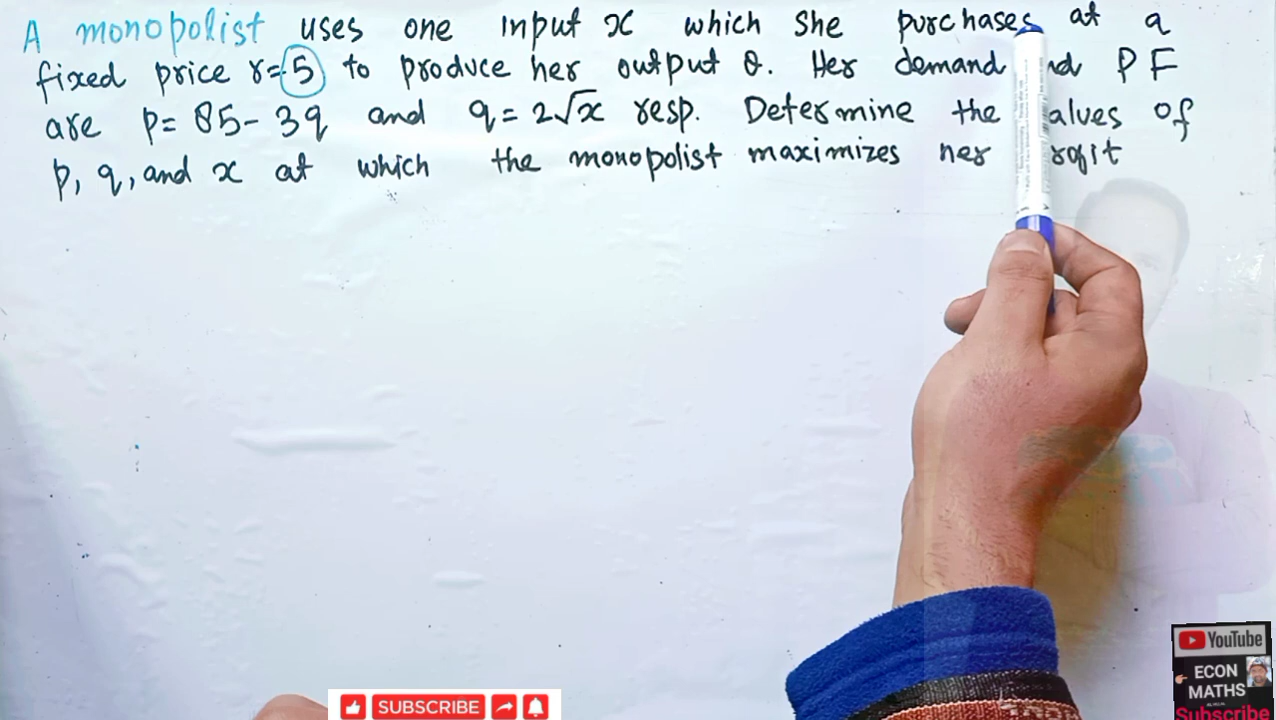 A monopolist uses one input x which she purchases at a
fixed price r=5 to produce her output θ. Her demand PF
are p = 85 - 3q and q = 2√x resp. Determine the of
p, q, and x at which the monopolist maximizes her
SUBSCRIBE
YouTube
ECON
MATHS
Subscribe